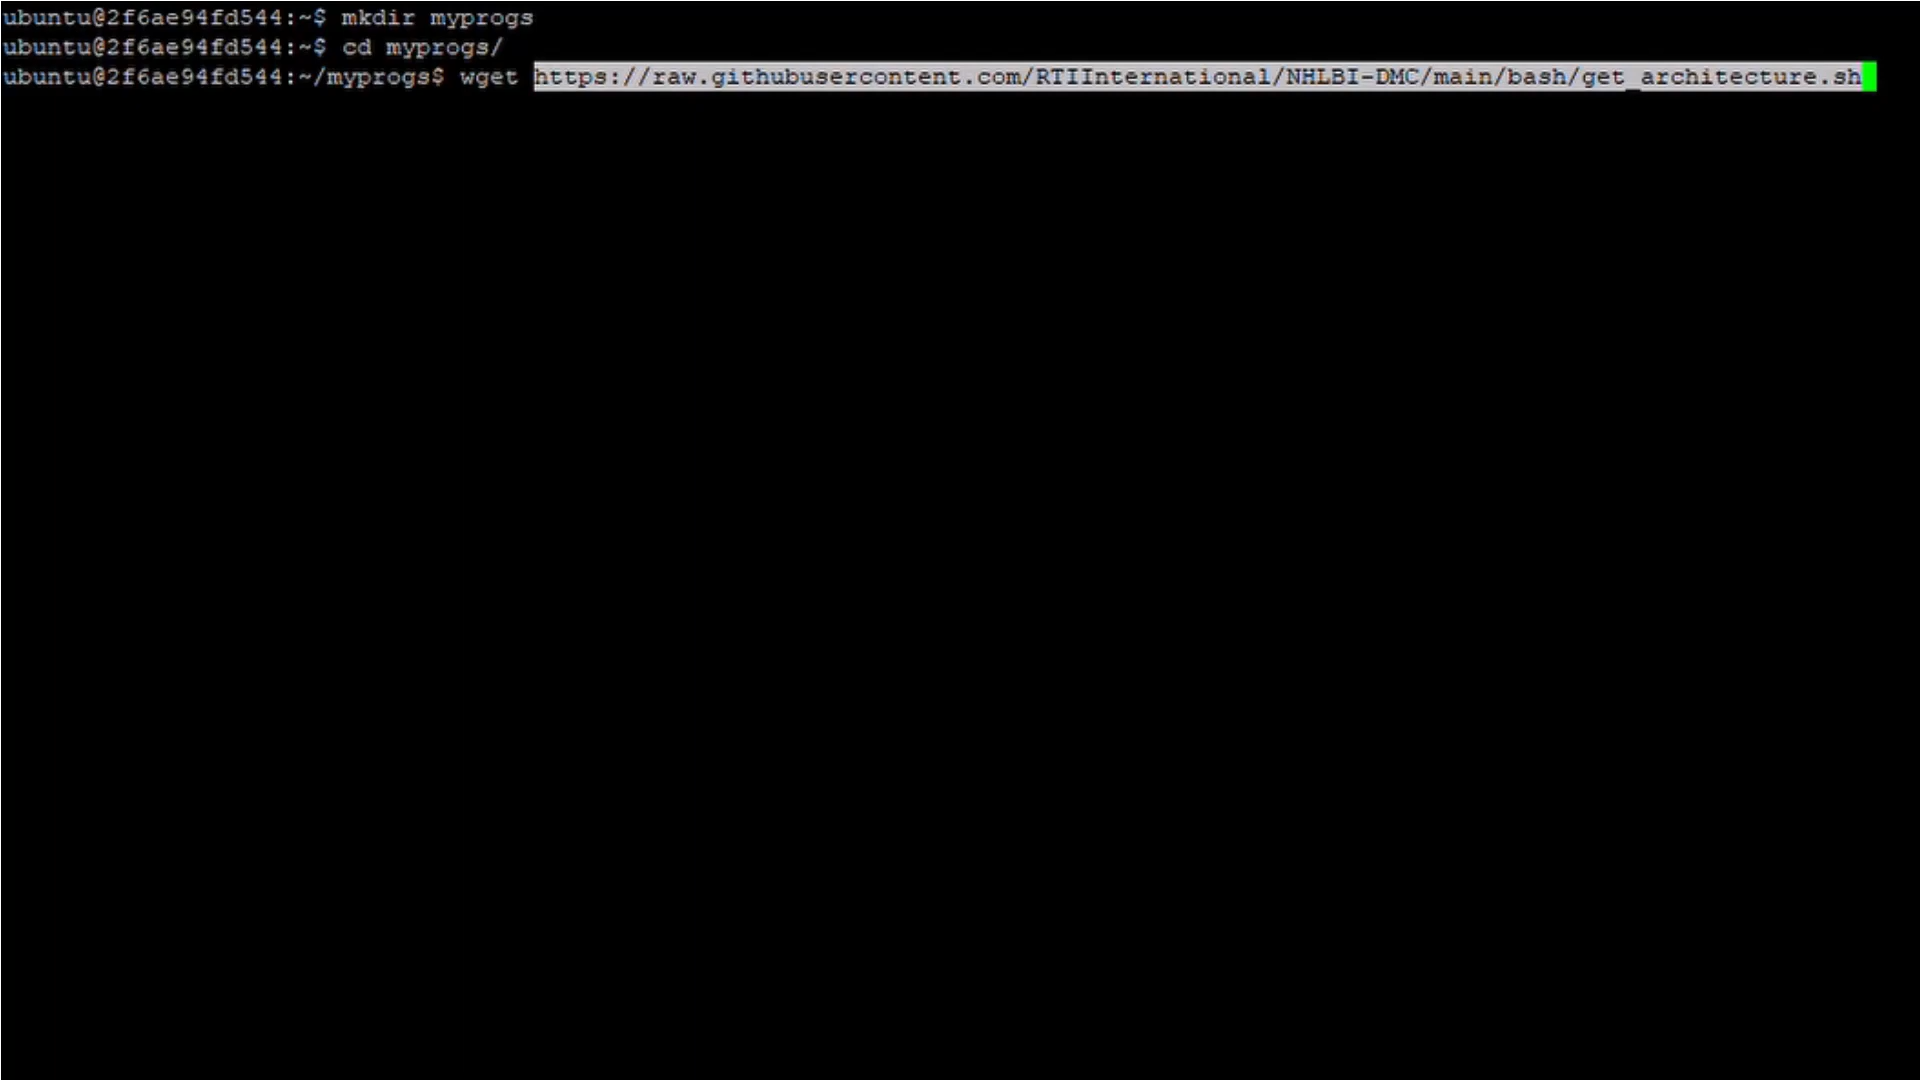 ubuntu@2f6ae94fd544:~$ mkdir myprogs
ubuntu@2f6ae94fd544:~$ cd myprogs/
ubuntu@2f6ae94fd544:~/myprogs$ wget https://raw.githubusercontent.com/RTIInternational/NHLBI-DMC/main/bash/get_architecture.sh